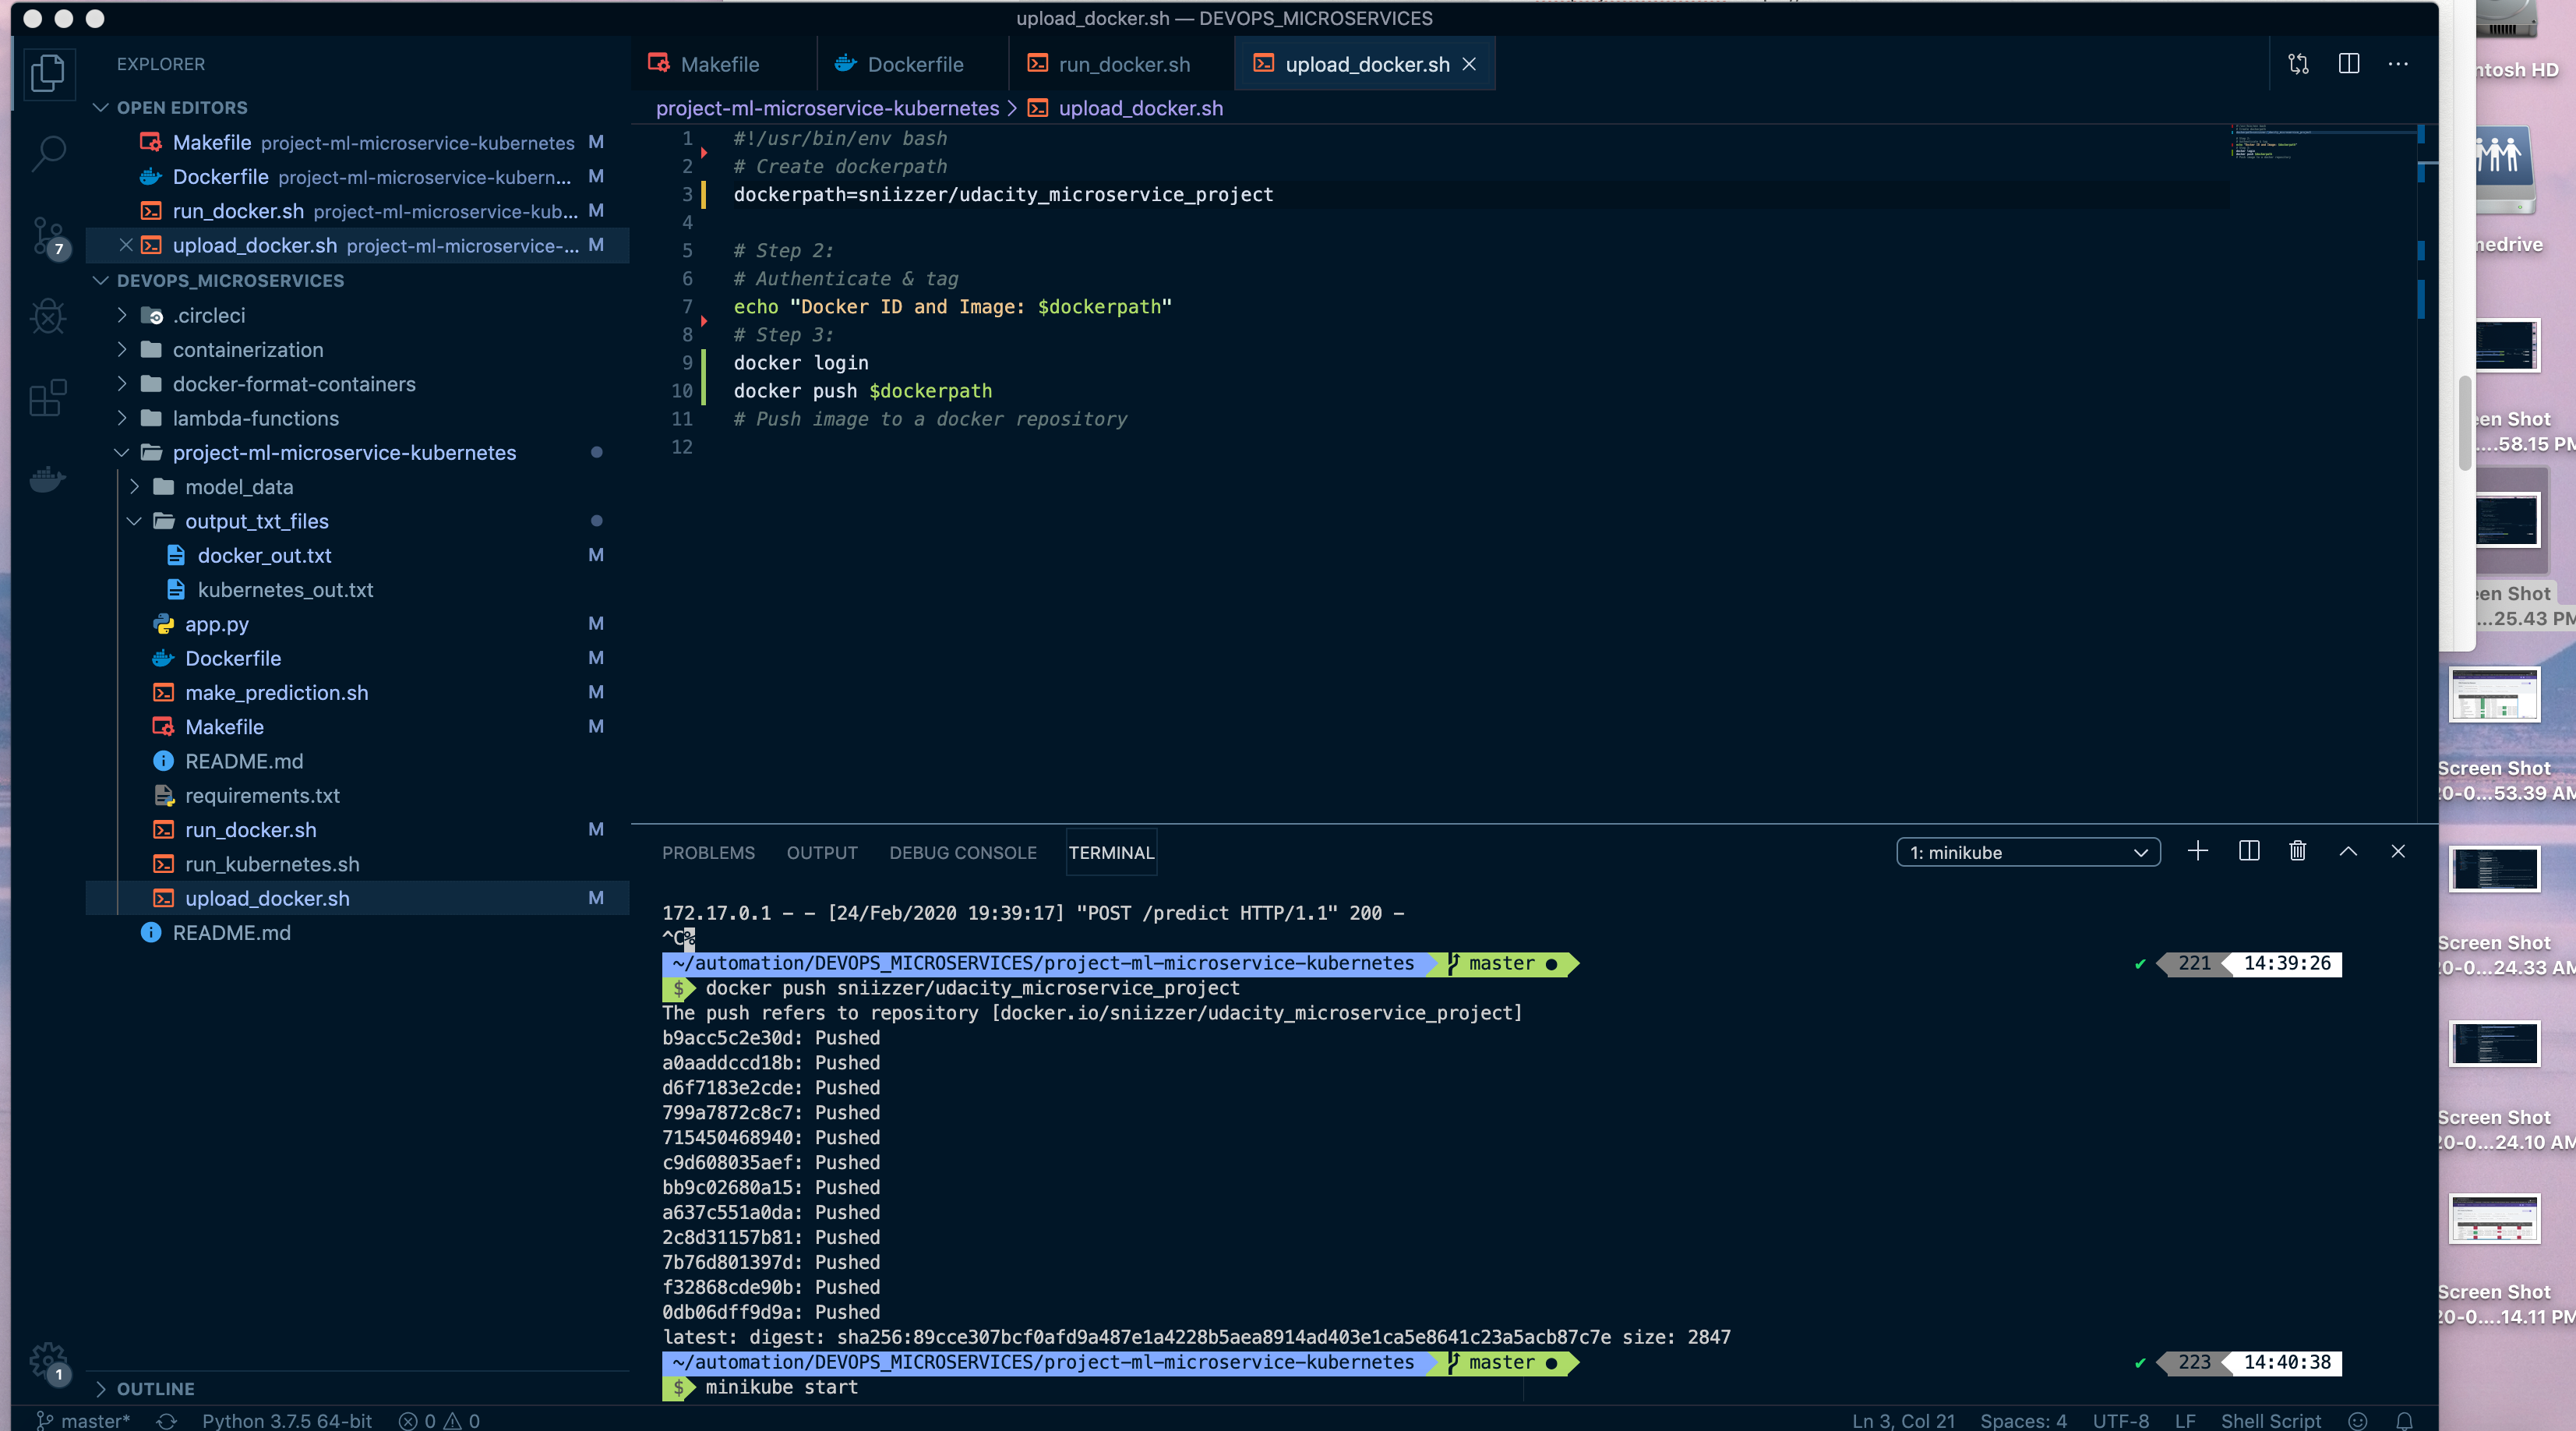 upload_docker.sh — DEVOPS_MICROSERVICES
EXPLORER
OPEN EDITORS
Makefile project-ml-microservice-kubernetes M
Dockerfile project-ml-microservice-kubern... M
run_docker.sh project-ml-microservice-kub... M
upload_docker.sh project-ml-microservice-... M
7
DEVOPS_MICROSERVICES
.circleci
containerization
docker-format-containers
lambda-functions
project-ml-microservice-kubernetes
model_data
output_txt_files
docker_out.txt M
kubernetes_out.txt
app.py M
Dockerfile M
make_prediction.sh M
Makefile M
README.md
requirements.txt
run_docker.sh M
run_kubernetes.sh
upload_docker.sh M
README.md
1
OUTLINE
Makefile Dockerfile run_docker.sh upload_docker.sh
project-ml-microservice-kubernetes > upload_docker.sh
1 #!/usr/bin/env bash
2 # Create dockerpath
3 dockerpath=sniizzer/udacity_microservice_project
4
5 # Step 2:
6 # Authenticate & tag
7 echo "Docker ID and Image: $dockerpath"
8 # Step 3:
9 docker login
10 docker push $dockerpath
11 # Push image to a docker repository
12
PROBLEMS OUTPUT DEBUG CONSOLE TERMINAL 1: minikube
172.17.0.1 - - [24/Feb/2020 19:39:17] "POST /predict HTTP/1.1" 200 -
^C%
~/automation/DEVOPS_MICROSERVICES/project-ml-microservice-kubernetes master ● ✔ 221 14:39:26
$ docker push sniizzer/udacity_microservice_project
The push refers to repository [docker.io/sniizzer/udacity_microservice_project]
b9acc5c2e30d: Pushed
a0aaddccd18b: Pushed
d6f7183e2cde: Pushed
799a7872c8c7: Pushed
715450468940: Pushed
c9d608035aef: Pushed
bb9c02680a15: Pushed
a637c551a0da: Pushed
2c8d31157b81: Pushed
7b76d801397d: Pushed
f32868cde90b: Pushed
0db06dff9d9a: Pushed
latest: digest: sha256:89cce307bcf0afd9a487e1a4228b5aea8914ad403e1ca5e8641c23a5acb87c7e size: 2847
~/automation/DEVOPS_MICROSERVICES/project-ml-microservice-kubernetes master ● ✔ 223 14:40:38
$ minikube start
master* Python 3.7.5 64-bit 0 0 Ln 3, Col 21 Spaces: 4 UTF-8 LF Shell Script
ntosh HD
nedrive
een Shot
....58.15 PM
een Shot
...25.43 PM
Screen Shot
20-0...53.39 AM
Screen Shot
20-0...24.33 AM
Screen Shot
20-0...24.10 AM
Screen Shot
20-0....14.11 PM